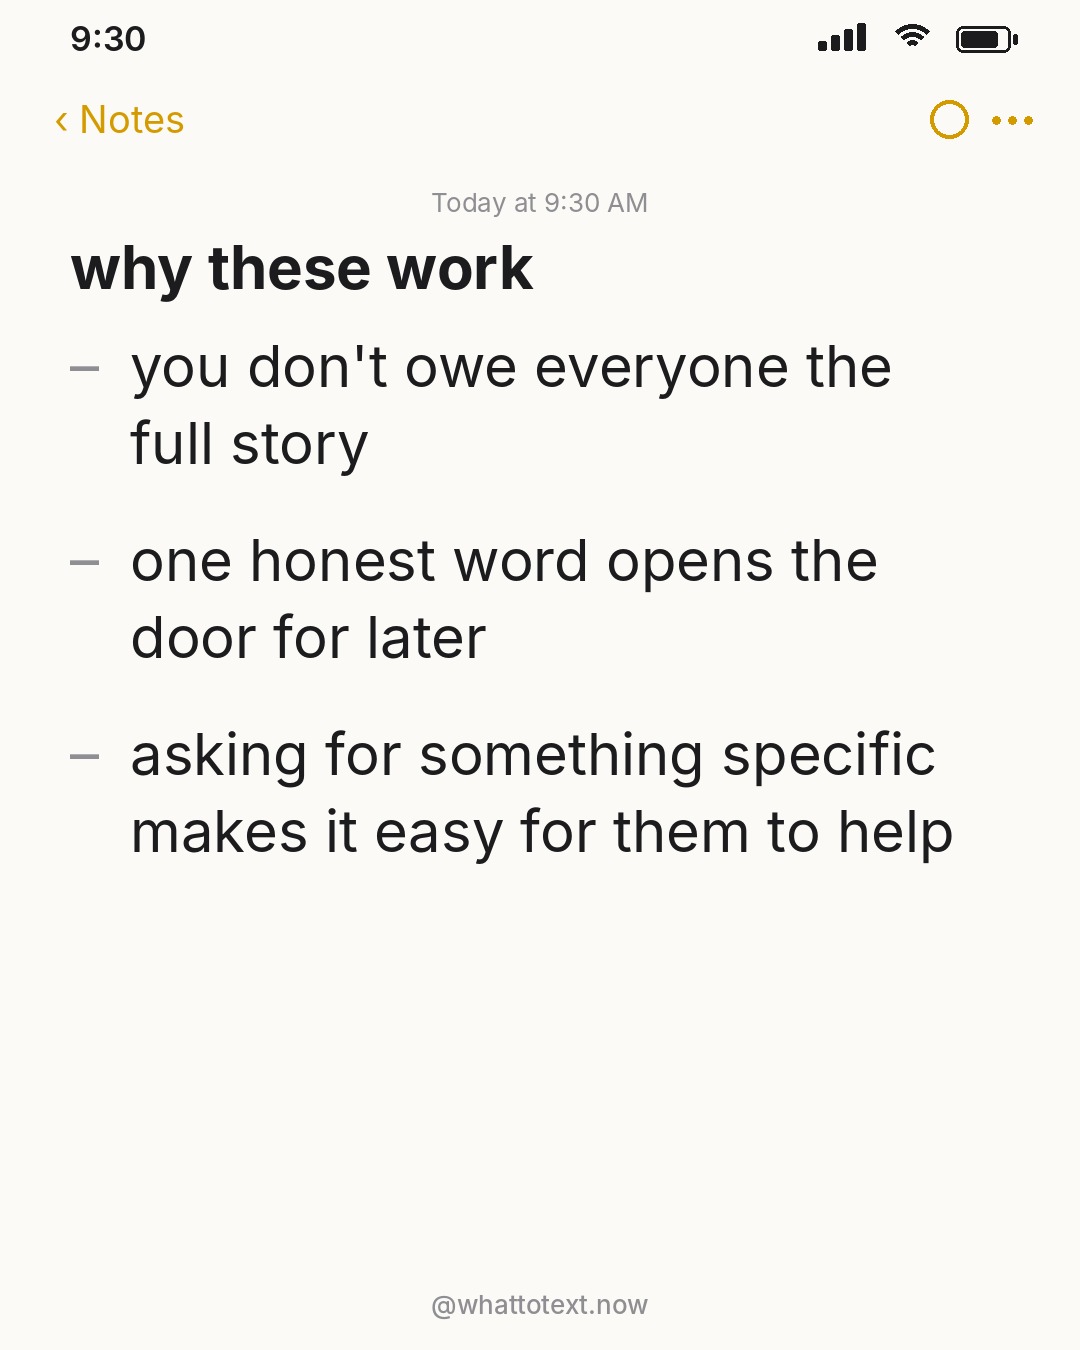 9:30
‹ Notes
Today at 9:30 AM
why these work
– you don't owe everyone the
full story
– one honest word opens the
door for later
– asking for something specific
makes it easy for them to help
@whattotext.now